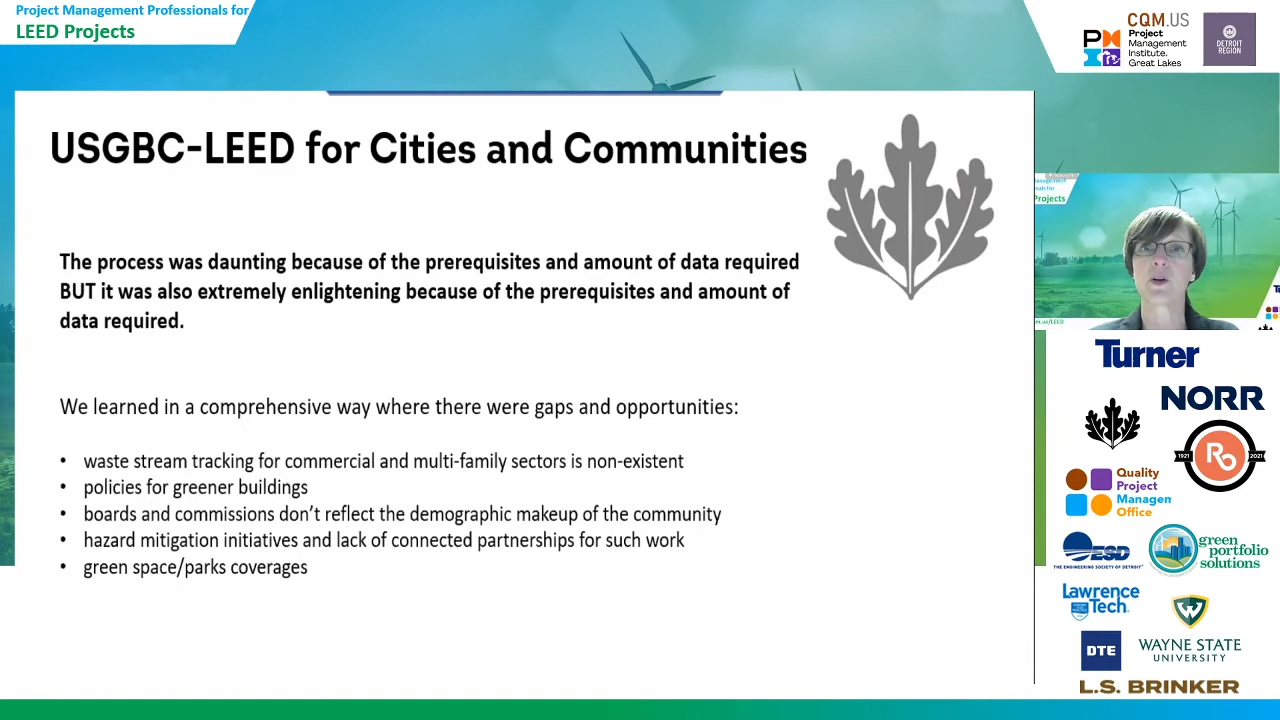 Project Management Professionals for
LEED Projects
CQM.US
Project
Management
Institute.
Great Lakes
DETROIT
REGION
USGBC-LEED for Cities and Communities
The process was daunting because of the prerequisites and amount of data required
BUT it was also extremely enlightening because of the prerequisites and amount of
data required.
We learned in a comprehensive way where there were gaps and opportunities:
• waste stream tracking for commercial and multi-family sectors is non-existent
• policies for greener buildings
• boards and commissions don't reflect the demographic makeup of the community
• hazard mitigation initiatives and lack of connected partnerships for such work
• green space/parks coverages
Projects
Turner
NORR
1921
2021
Quality
Project
Managen
Office
ESD
THE ENGINEERING SOCIETY OF DETROIT
green
portfolio
solutions
Lawrence
Tech
W
WAYNE STATE
UNIVERSITY
DTE
L.S. BRINKER